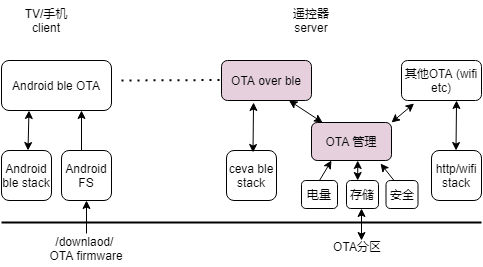 TV/手机
client
遥控器
server
Android ble OTA
OTA over ble
其他OTA (wifi
etc)
OTA 管理
Android
ble stack
Android
FS
ceva ble
stack
http/wifi
stack
电量
存储
安全
/downlaod/
OTA firmware
OTA分区